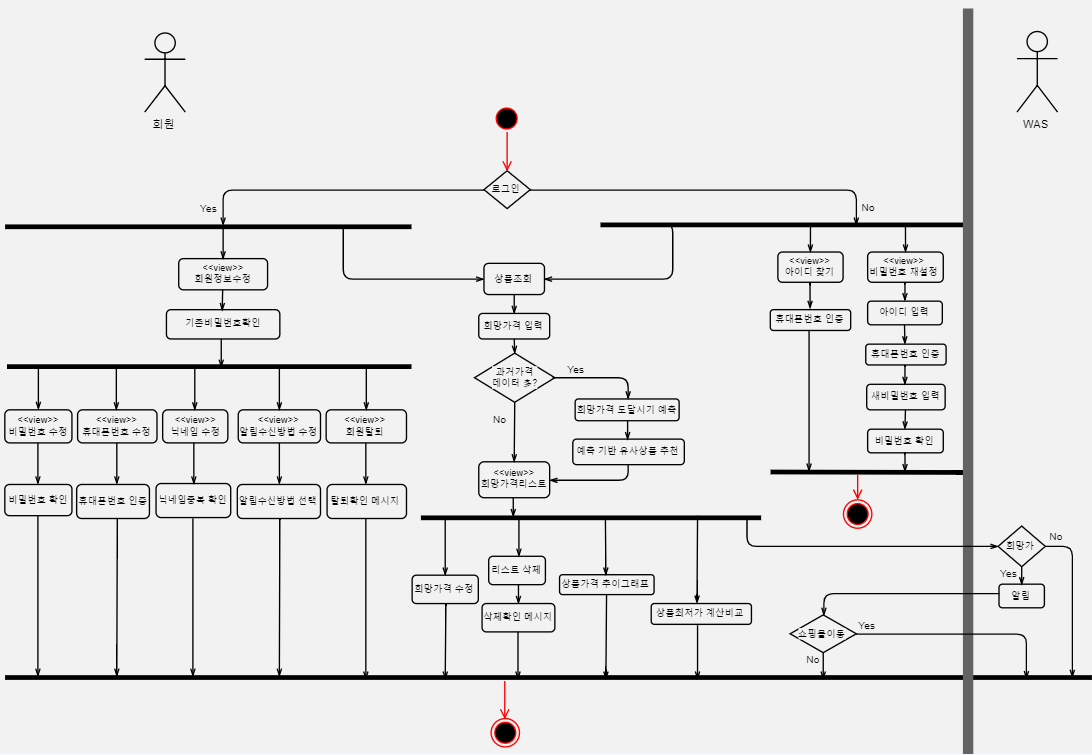 회원
WAS
로그인
Yes
No
<<view>>
회원정보수정
기존비밀번호확인
상품조회
희망가격 입력
과거가격
데이터 多?
Yes
No
희망가격 도달시기 예측
예측 기반 유사상품 추천
<<view>>
희망가격리스트
<<view>>
아이디 찾기
휴대폰번호 인증
<<view>>
비밀번호 재설정
아이디 입력
휴대폰번호 인증
새비밀번호 입력
비밀번호 확인
<<view>>
비밀번호 수정
<<view>>
휴대폰번호 수정
<<view>>
닉네임 수정
<<view>>
알림수신방법 수정
<<view>>
회원탈퇴
비밀번호 확인
휴대폰번호 인증
닉네임중복 확인
알림수신방법 선택
탈퇴확인 메시지
희망가격 수정
리스트 삭제
삭제확인 메시지
상품가격 추이그래프
상품최저가 계산비교
희망가
No
Yes
알림
쇼핑몰이동
Yes
No